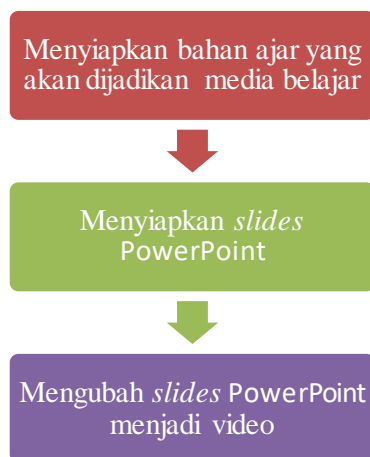 Menyiapkan bahan ajar yang
akan dijadikan media belajar
Menyiapkan slides
PowerPoint
Mengubah slides PowerPoint
menjadi video